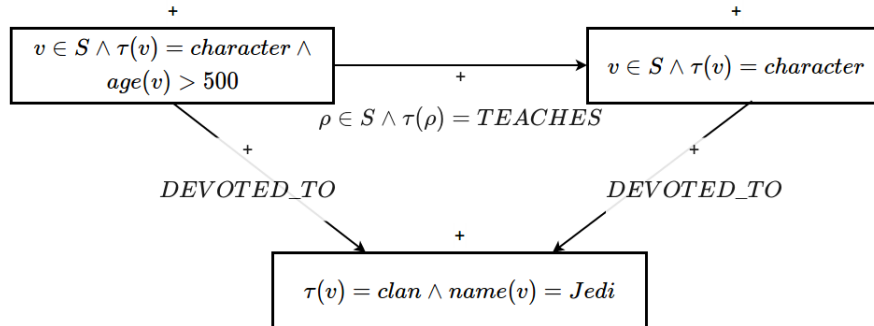 +
+
v ∈ S ∧ τ(v) = character ∧
age(v) > 500
v ∈ S ∧ τ(v) = character
+
ρ ∈ S ∧ τ(ρ) = TEACHES
+
+
DEVOTED_TO
DEVOTED_TO
+
τ(v) = clan ∧ name(v) = Jedi